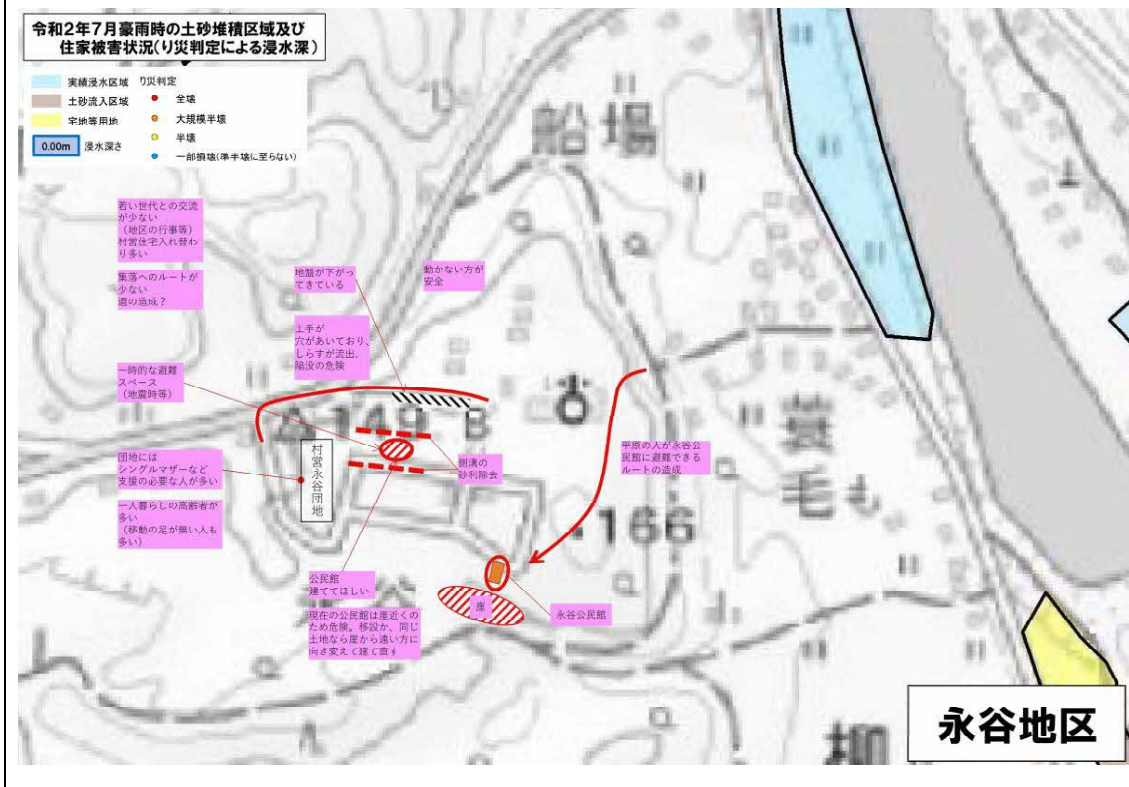 令和2年7月豪雨時の土砂堆積区域及び
住家被害状況(り災判定による浸水深)
実績浸水区域
土砂流入区域
宅地等用地
0.00m 浸水深さ
り災判定
全壊
大規模半壊
半壊
一部損壊(準半壊に至らない)
船場
若い世代との交流
が少ない
(地区の行事等)
村営住宅入れ替わ
り多い
集落へのルートが
少ない
道の造成?
地盤が下がっ
てきている
動かない方が
安全
土手が
穴があいており、
しらすが流出、
陥没の危険
一時的な避難
スペース
(地震時等)
149
側溝の
砂利除去
団地には
シングルマザーなど
支援の必要な人が多い
村営永谷団地
一人暮らしの高齢者が
多い
(移動の足が無い人も
多い)
平原の人が永谷公
民館に避難できる
ルートの造成
毛も
166
公民館
建ててほしい
現在の公民館は崖近くの
ため危険。移設か、同じ
土地なら崖から遠い方に
向き変えて建て直す
崖
永谷公民館
永谷地区